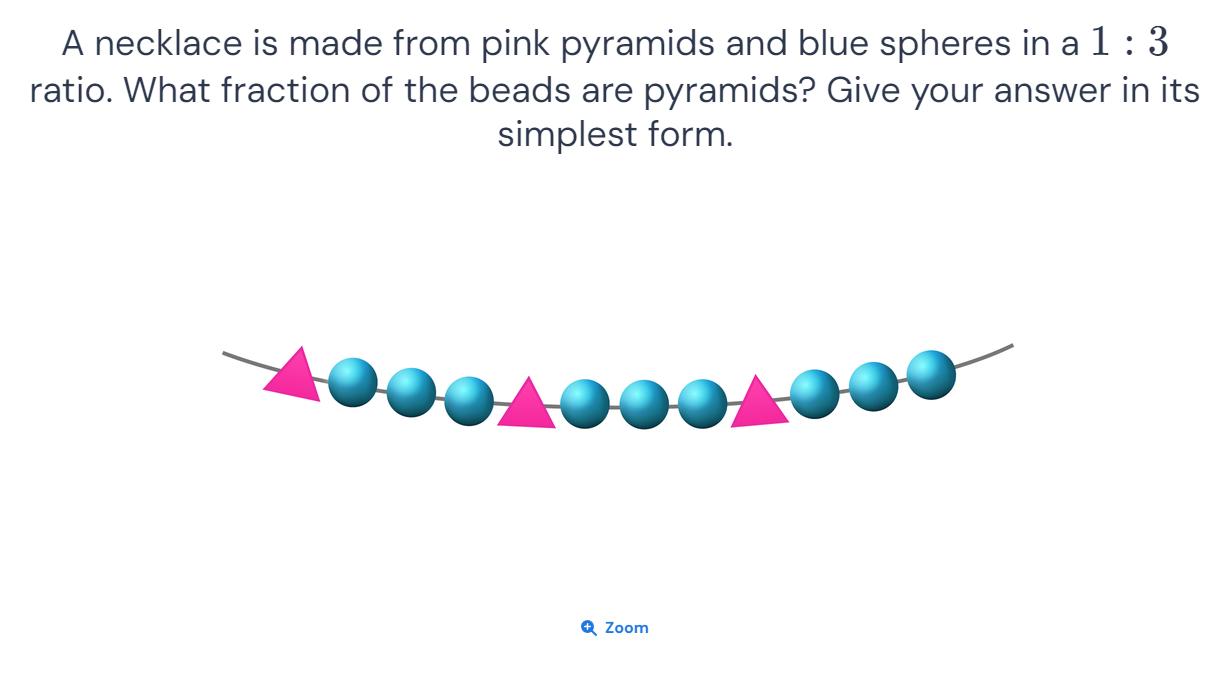 A necklace is made from pink pyramids and blue spheres in a 1 : 3
ratio. What fraction of the beads are pyramids? Give your answer in its
simplest form.
Zoom